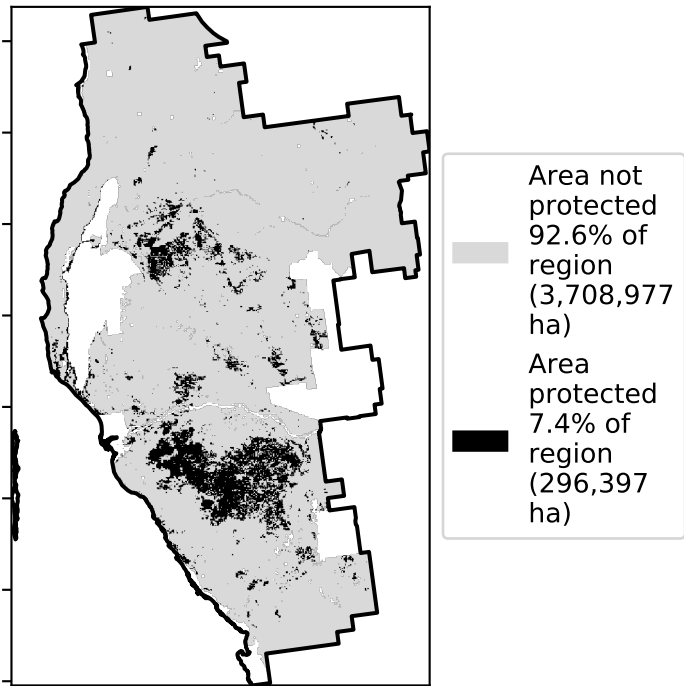 Area not
protected
92.6% of
region
(3,708,977
ha)
Area
protected
7.4% of
region
(296,397
ha)